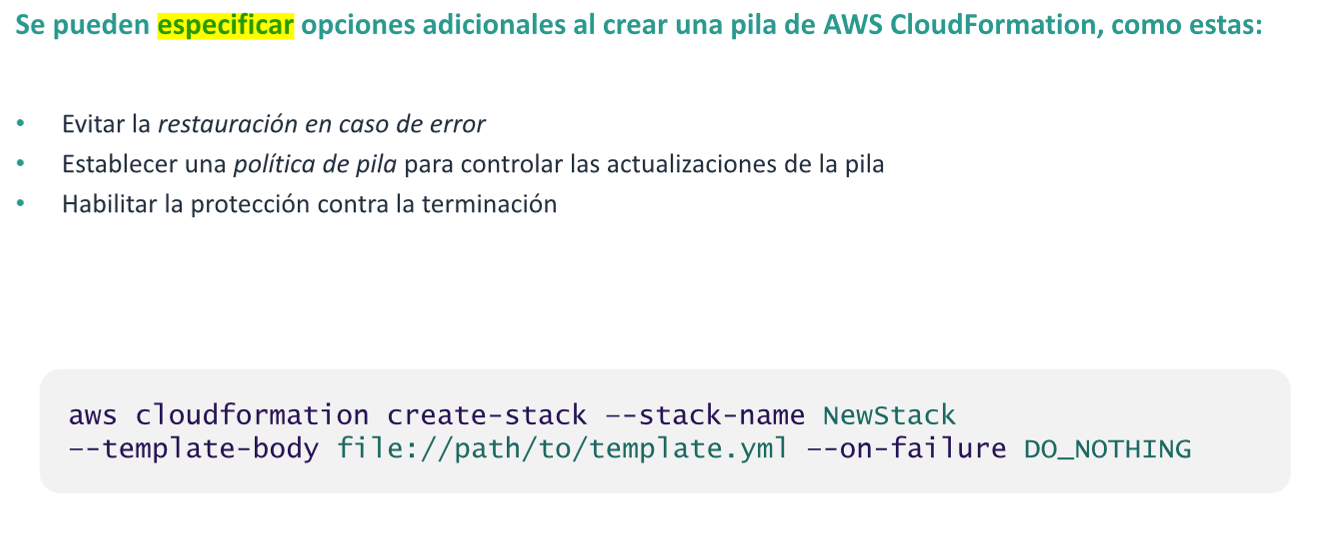 Se pueden especificar opciones adicionales al crear una pila de AWS CloudFormation, como estas:
• Evitar la restauración en caso de error
• Establecer una política de pila para controlar las actualizaciones de la pila
• Habilitar la protección contra la terminación
aws cloudformation create-stack --stack-name NewStack
--template-body file://path/to/template.yml --on-failure DO_NOTHING